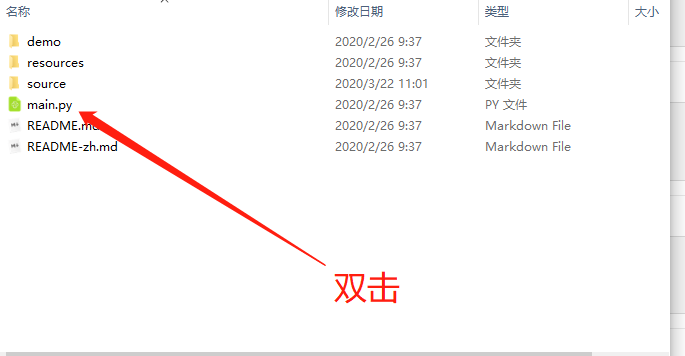 名称 修改日期 类型 大小
demo 2020/2/26 9:37 文件夹
resources 2020/2/26 9:37 文件夹
source 2020/3/22 11:01 文件夹
main.py 2020/2/26 9:37 PY 文件
README.md 2020/2/26 9:37 Markdown File
README-zh.md 2020/2/26 9:37 Markdown File
双击